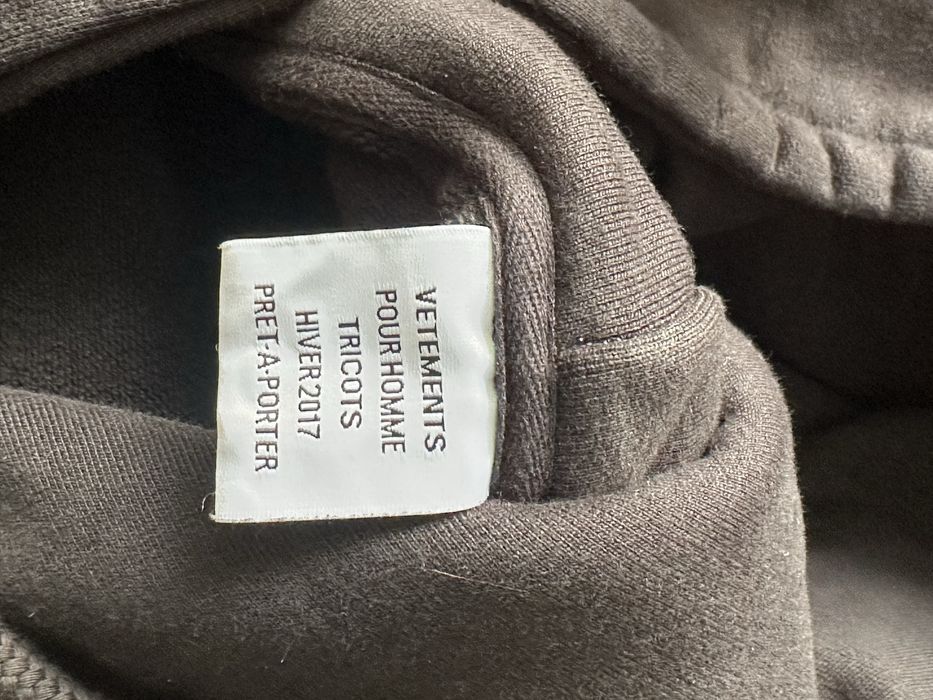 VETEMENTS
POUR HOMME
TRICOTS
HIVER 2017
PRET-A-PORTER